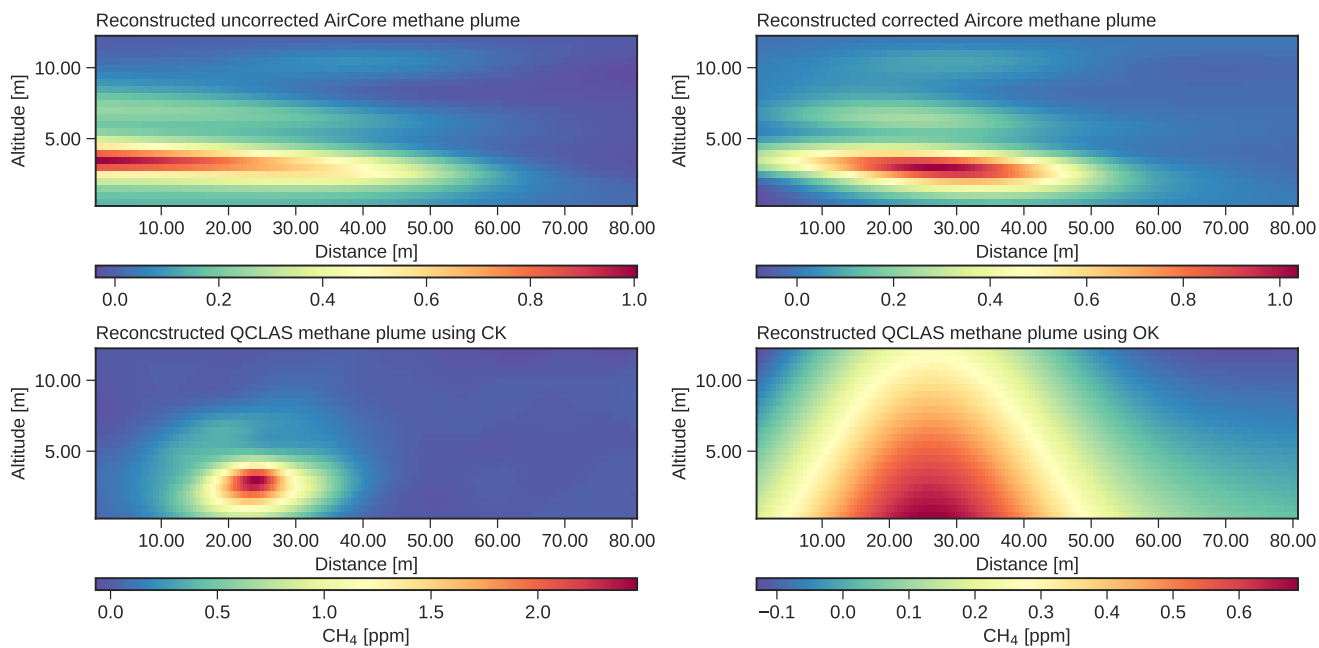 Reconstructed uncorrected AirCore methane plume
Altitude [m]
10.00
5.00
10.00 20.00 30.00 40.00 50.00 60.00 70.00 80.00
Distance [m]
0.0 0.2 0.4 0.6 0.8 1.0
Reconstructed corrected Aircore methane plume
Altitude [m]
10.00
5.00
10.00 20.00 30.00 40.00 50.00 60.00 70.00 80.00
Distance [m]
0.0 0.2 0.4 0.6 0.8 1.0
Reconcstructed QCLAS methane plume using CK
Altitude [m]
10.00
5.00
10.00 20.00 30.00 40.00 50.00 60.00 70.00 80.00
Distance [m]
0.0 0.5 1.0 1.5 2.0
CH₄ [ppm]
Reconstructed QCLAS methane plume using OK
Altitude [m]
10.00
5.00
10.00 20.00 30.00 40.00 50.00 60.00 70.00 80.00
Distance [m]
−0.1 0.0 0.1 0.2 0.3 0.4 0.5 0.6
CH₄ [ppm]